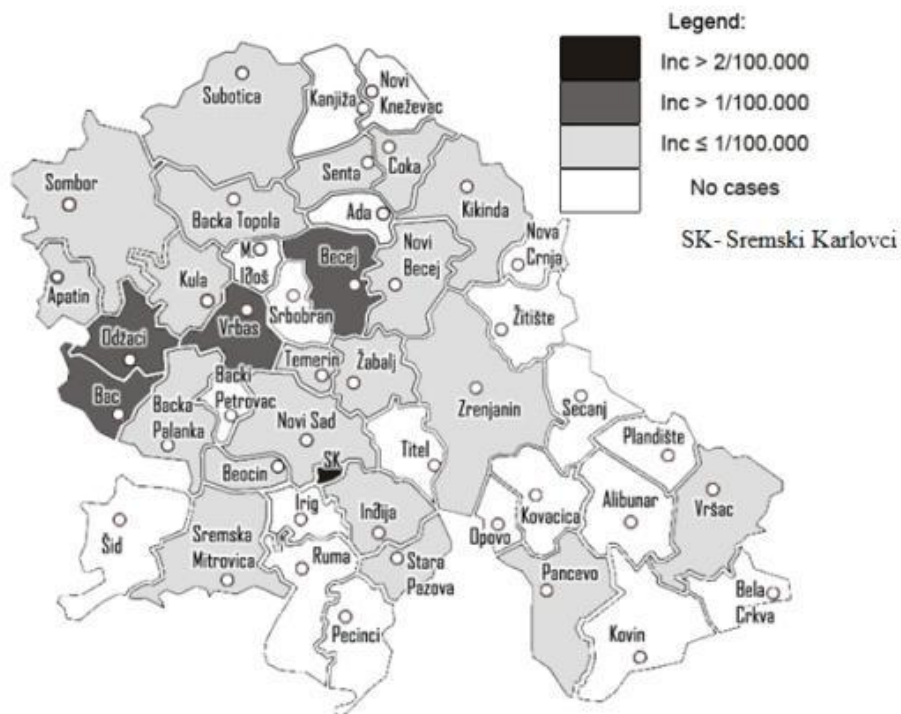 Legend:
Inc > 2/100.000
Inc > 1/100.000
Inc ≤ 1/100.000
No cases
SK- Sremski Karlovci
Subotica
Kanjiža
Novi
Kneževac
Senta
Coka
Sombor
Backa Topola
Ada
Kikinda
M.
Iđoš
Becej
Novi
Becej
Nova
Crnja
Apatin
Kula
Srbobran
Žitište
Odžaci
Vrbas
Temerin
Žabalj
Bac
Backa
Palanka
Backi
Petrovac
Novi Sad
Zrenjanin
Secanj
Titel
Plandište
Beocin
SK
Šid
Sremska
Mitrovica
Irig
Inđija
Opovo
Kovacica
Alibunar
Vršac
Ruma
Stara
Pazova
Pancevo
Pecinci
Kovin
Bela
Crkva